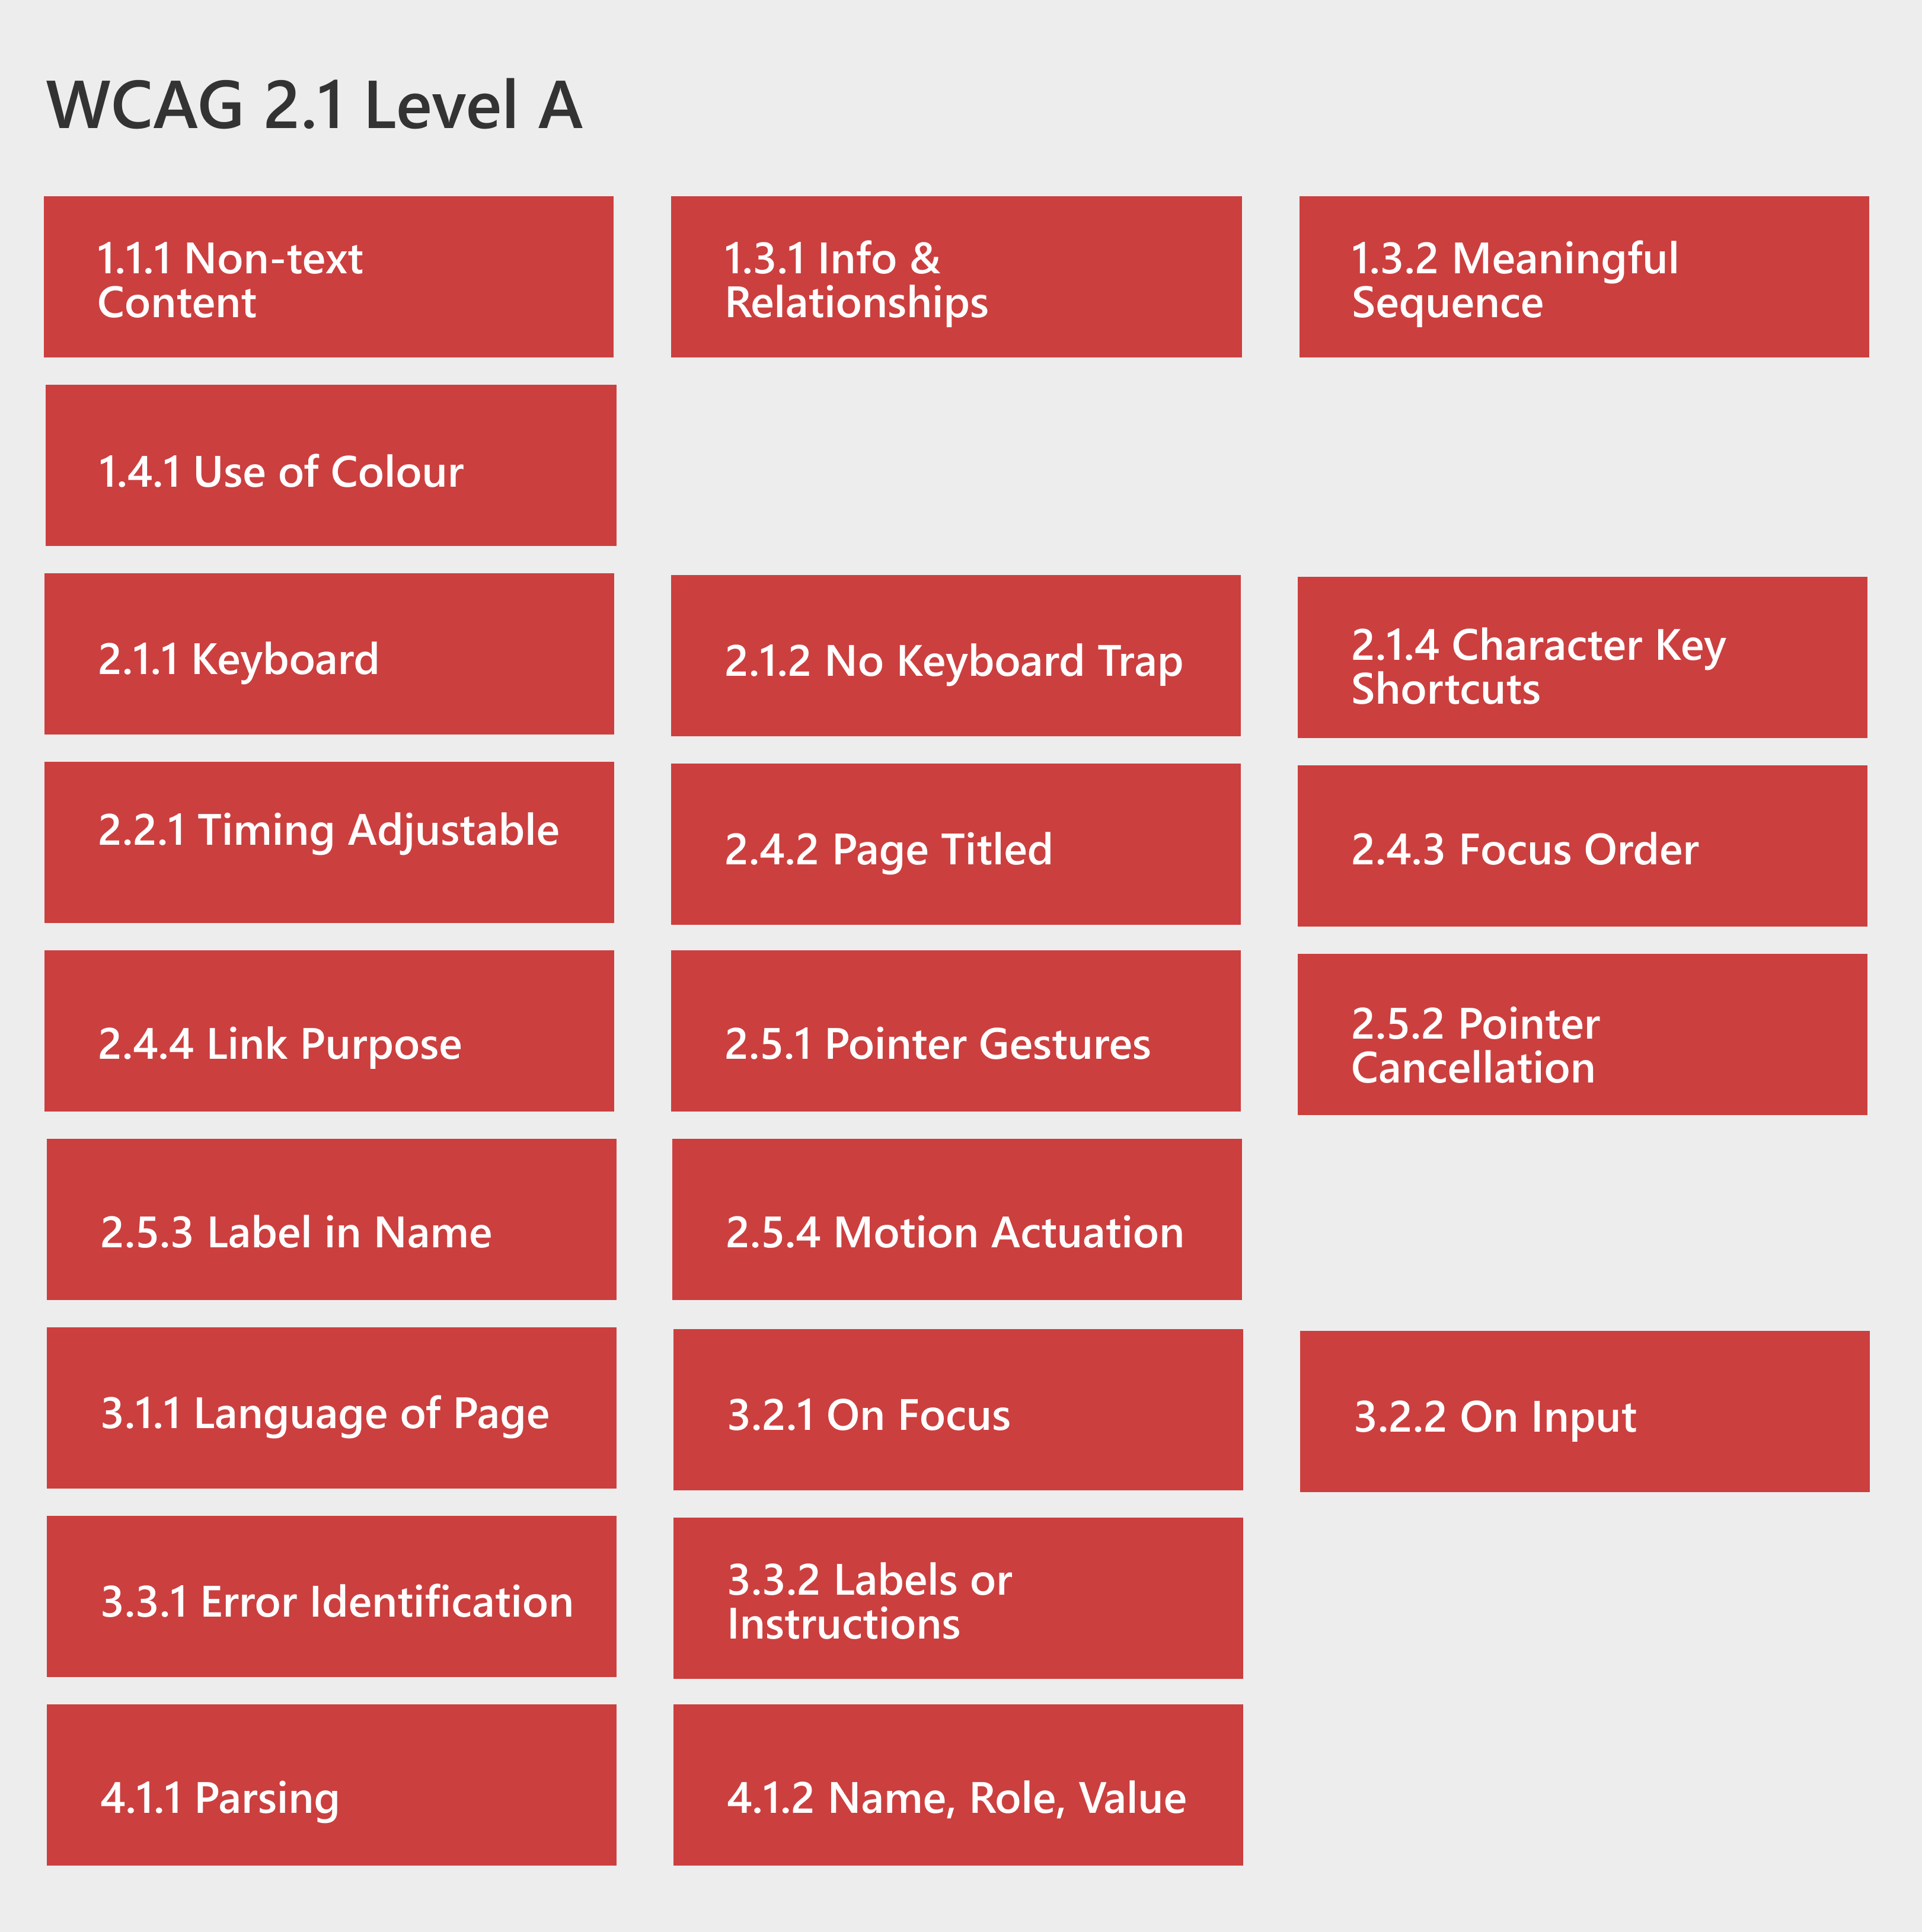 WCAG 2.1 Level A
1.1.1 Non-text
Content
1.3.1 Info &
Relationships
1.3.2 Meaningful
Sequence
1.4.1 Use of Colour
2.1.1 Keyboard
2.1.2 No Keyboard Trap
2.1.4 Character Key
Shortcuts
2.2.1 Timing Adjustable
2.4.2 Page Titled
2.4.3 Focus Order
2.4.4 Link Purpose
2.5.1 Pointer Gestures
2.5.2 Pointer
Cancellation
2.5.3 Label in Name
2.5.4 Motion Actuation
3.1.1 Language of Page
3.2.1 On Focus
3.2.2 On Input
3.3.1 Error Identification
3.3.2 Labels or
Instructions
4.1.1 Parsing
4.1.2 Name, Role, Value